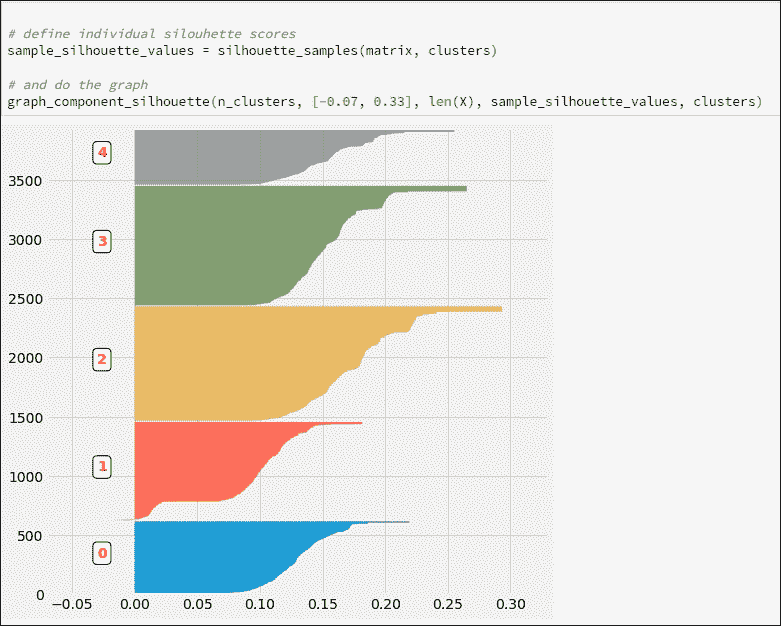 # define individual silouhette scores
sample_silhouette_values = silhouette_samples(matrix, clusters)
# and do the graph
graph_component_silhouette(n_clusters, [-0.07, 0.33], len(X), sample_silhouette_values, clusters)
4
3500
3
3000
2500
2
2000
1500
1
1000
500
0
0
−0.05 0.00 0.05 0.10 0.15 0.20 0.25 0.30